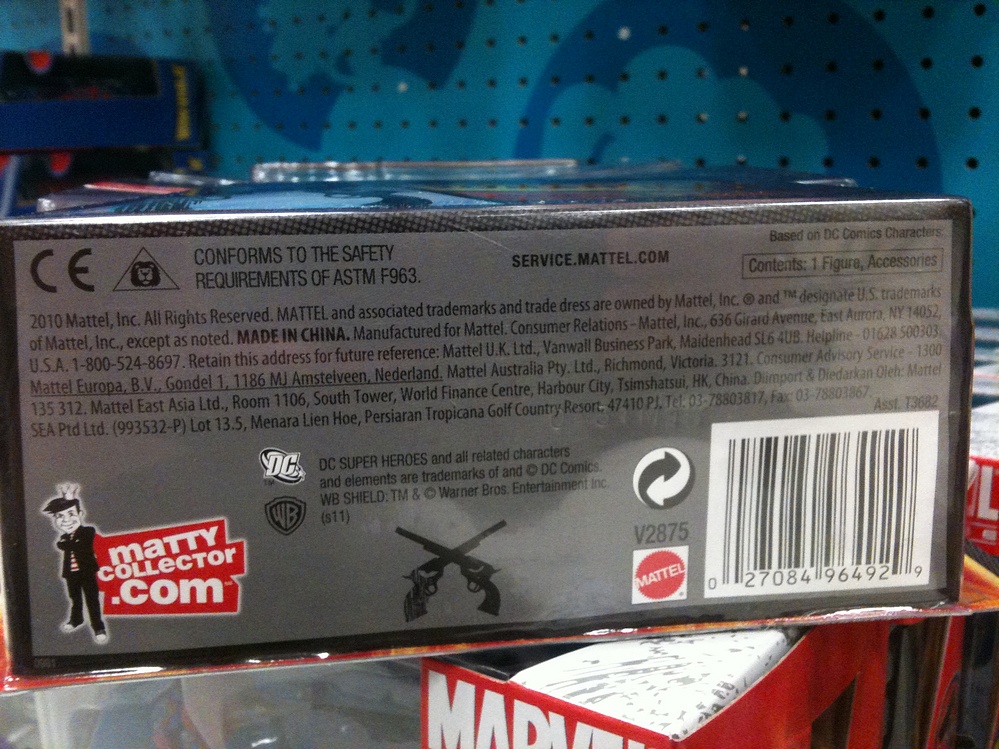 CE
CONFORMS TO THE SAFETY
REQUIREMENTS OF ASTM F963.
SERVICE.MATTEL.COM
Based on DC Comics Characters.
Contents: 1 Figure, Accessories
2010 Mattel, Inc. All Rights Reserved. MATTEL and associated trademarks and trade dress are owned by Mattel, Inc. ® and ™ designate U.S. trademarks
of Mattel, Inc., except as noted. MADE IN CHINA. Manufactured for Mattel. Consumer Relations – Mattel, Inc., 636 Girard Avenue, East Aurora, NY 14052,
U.S.A. 1-800-524-8697. Retain this address for future reference: Mattel U.K. Ltd., Vanwall Business Park, Maidenhead SL6 4UB. Helpline - 01628 500303.
Mattel Europa, B.V., Gondel 1, 1186 MJ Amstelveen, Nederland. Mattel Australia Pty. Ltd., Richmond, Victoria. 3121. Consumer Advisory Service - 1300
135 312. Mattel East Asia Ltd., Room 1106, South Tower, World Finance Centre, Harbour City, Tsimshatsui, HK, China. Diimport & Diedarkan Oleh: Mattel
SEA Ptd Ltd. (993532-P) Lot 13.5, Menara Lien Hoe, Persiaran Tropicana Golf Country Resort, 47410 PJ. Tel. 03-78803817, Fax: 03-78803867.
Asst. T3682
DC
TM
DC SUPER HEROES and all related characters
and elements are trademarks of and © DC Comics.
WB SHIELD: TM & © Warner Bros. Entertainment Inc.
(s11)
WB
V2875
MATTEL
®
0 27084 96492 9
MATTY
COLLECTOR
.com
MARVEL